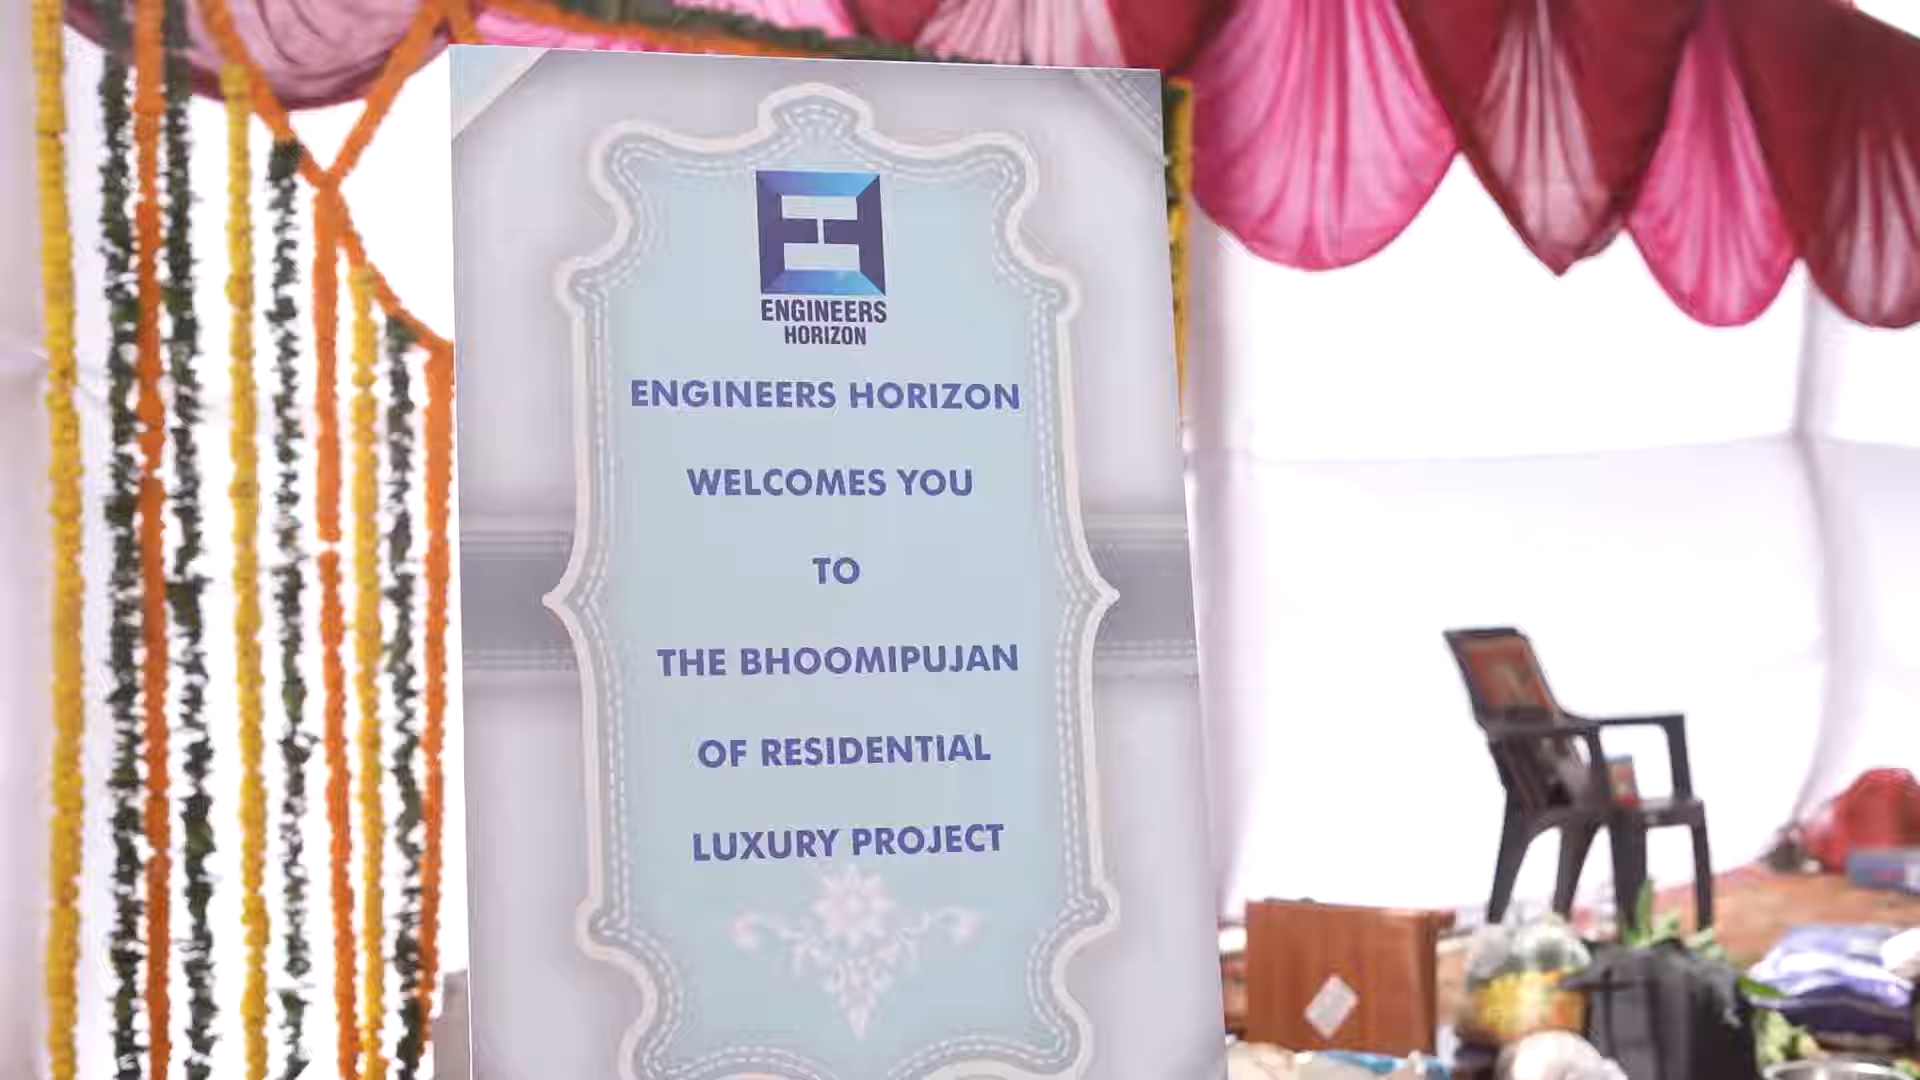 ENGINEERS
HORIZON
ENGINEERS HORIZON
WELCOMES YOU
TO
THE BHOOMIPUJAN
OF RESIDENTIAL
LUXURY PROJECT